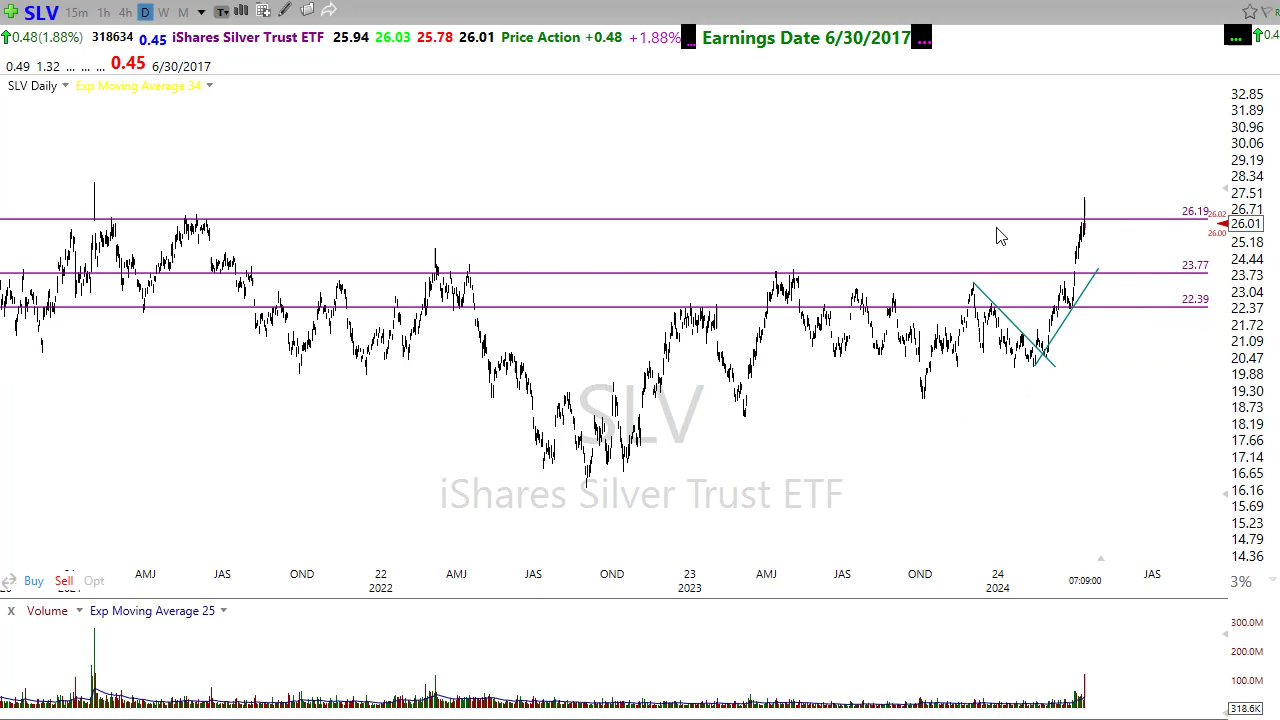 SLV 15m 1h 4h D W M T
0.48(1.88%) 318634 0.45 iShares Silver Trust ETF 25.94 26.03 25.78 26.01 Price Action +0.48 +1.88% ... Earnings Date 6/30/2017 ... ... 0.4
0.49 1.32 ... ... ... 0.45 6/30/2017
SLV Daily Exp Moving Average 34
32.85
31.89
30.96
30.06
29.19
28.34
27.51
26.71
26.19 26.02
26.01
26.00
25.18
24.44
23.77
23.73
23.04
22.39
22.37
21.72
21.09
20.47
19.88
19.30
18.73
18.19
17.66
17.14
16.65
16.16
15.69
15.23
14.79
14.36
SLV
iShares Silver Trust ETF
AMJ JAS OND 22 AMJ JAS OND 23 AMJ JAS OND 24 JAS
2022 2023 2024 07:09:00
Buy Sell Opt 3%
X Volume Exp Moving Average 25
300.0M
200.0M
100.0M
318.6K